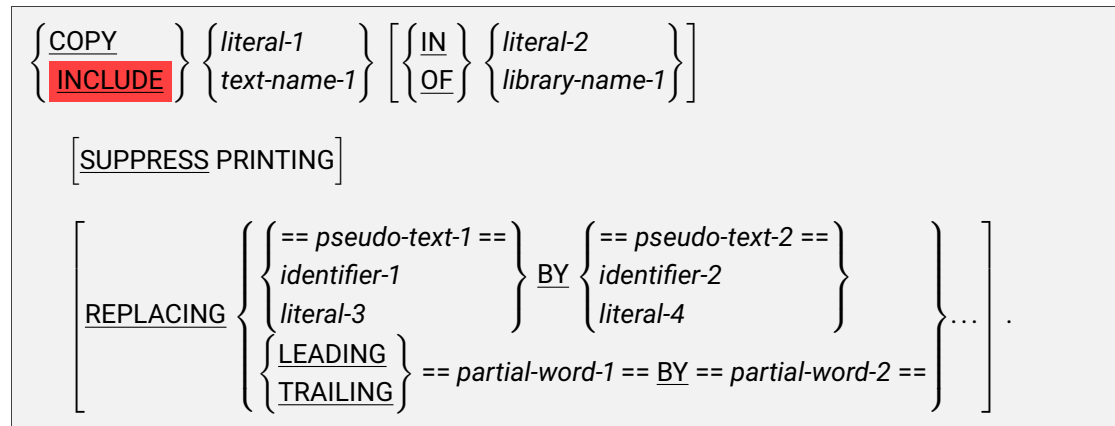 COPY literal-1 IN literal-2
INCLUDE text-name-1 OF library-name-1
SUPPRESS PRINTING
== pseudo-text-1 == == pseudo-text-2 ==
identifier-1 BY identifier-2
REPLACING literal-3 literal-4 ... .
LEADING
== partial-word-1 == BY == partial-word-2 ==
TRAILING